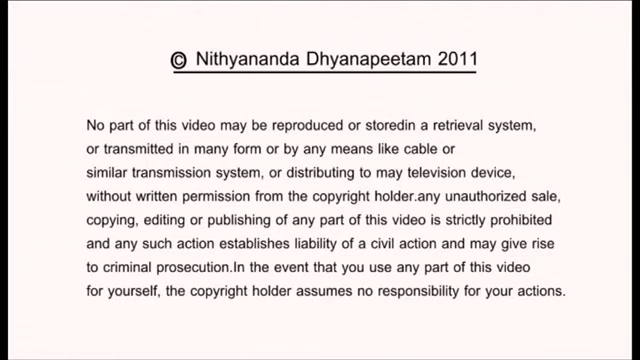 © Nithyananda Dhyanapeetam 2011
No part of this video may be reproduced or storedin a retrieval system,
or transmitted in many form or by any means like cable or
similar transmission system, or distributing to may television device,
without written permission from the copyright holder.any unauthorized sale,
copying, editing or publishing of any part of this video is strictly prohibited
and any such action establishes liability of a civil action and may give rise
to criminal prosecution.In the event that you use any part of this video
for yourself, the copyright holder assumes no responsibility for your actions.